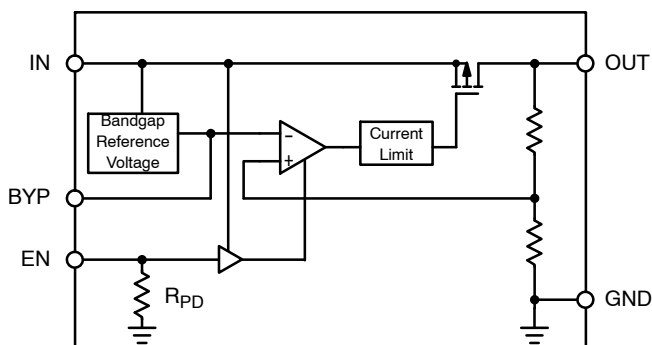 IN
OUT
Bandgap
Reference
Voltage
−
+
Current
Limit
BYP
EN
RPD
GND